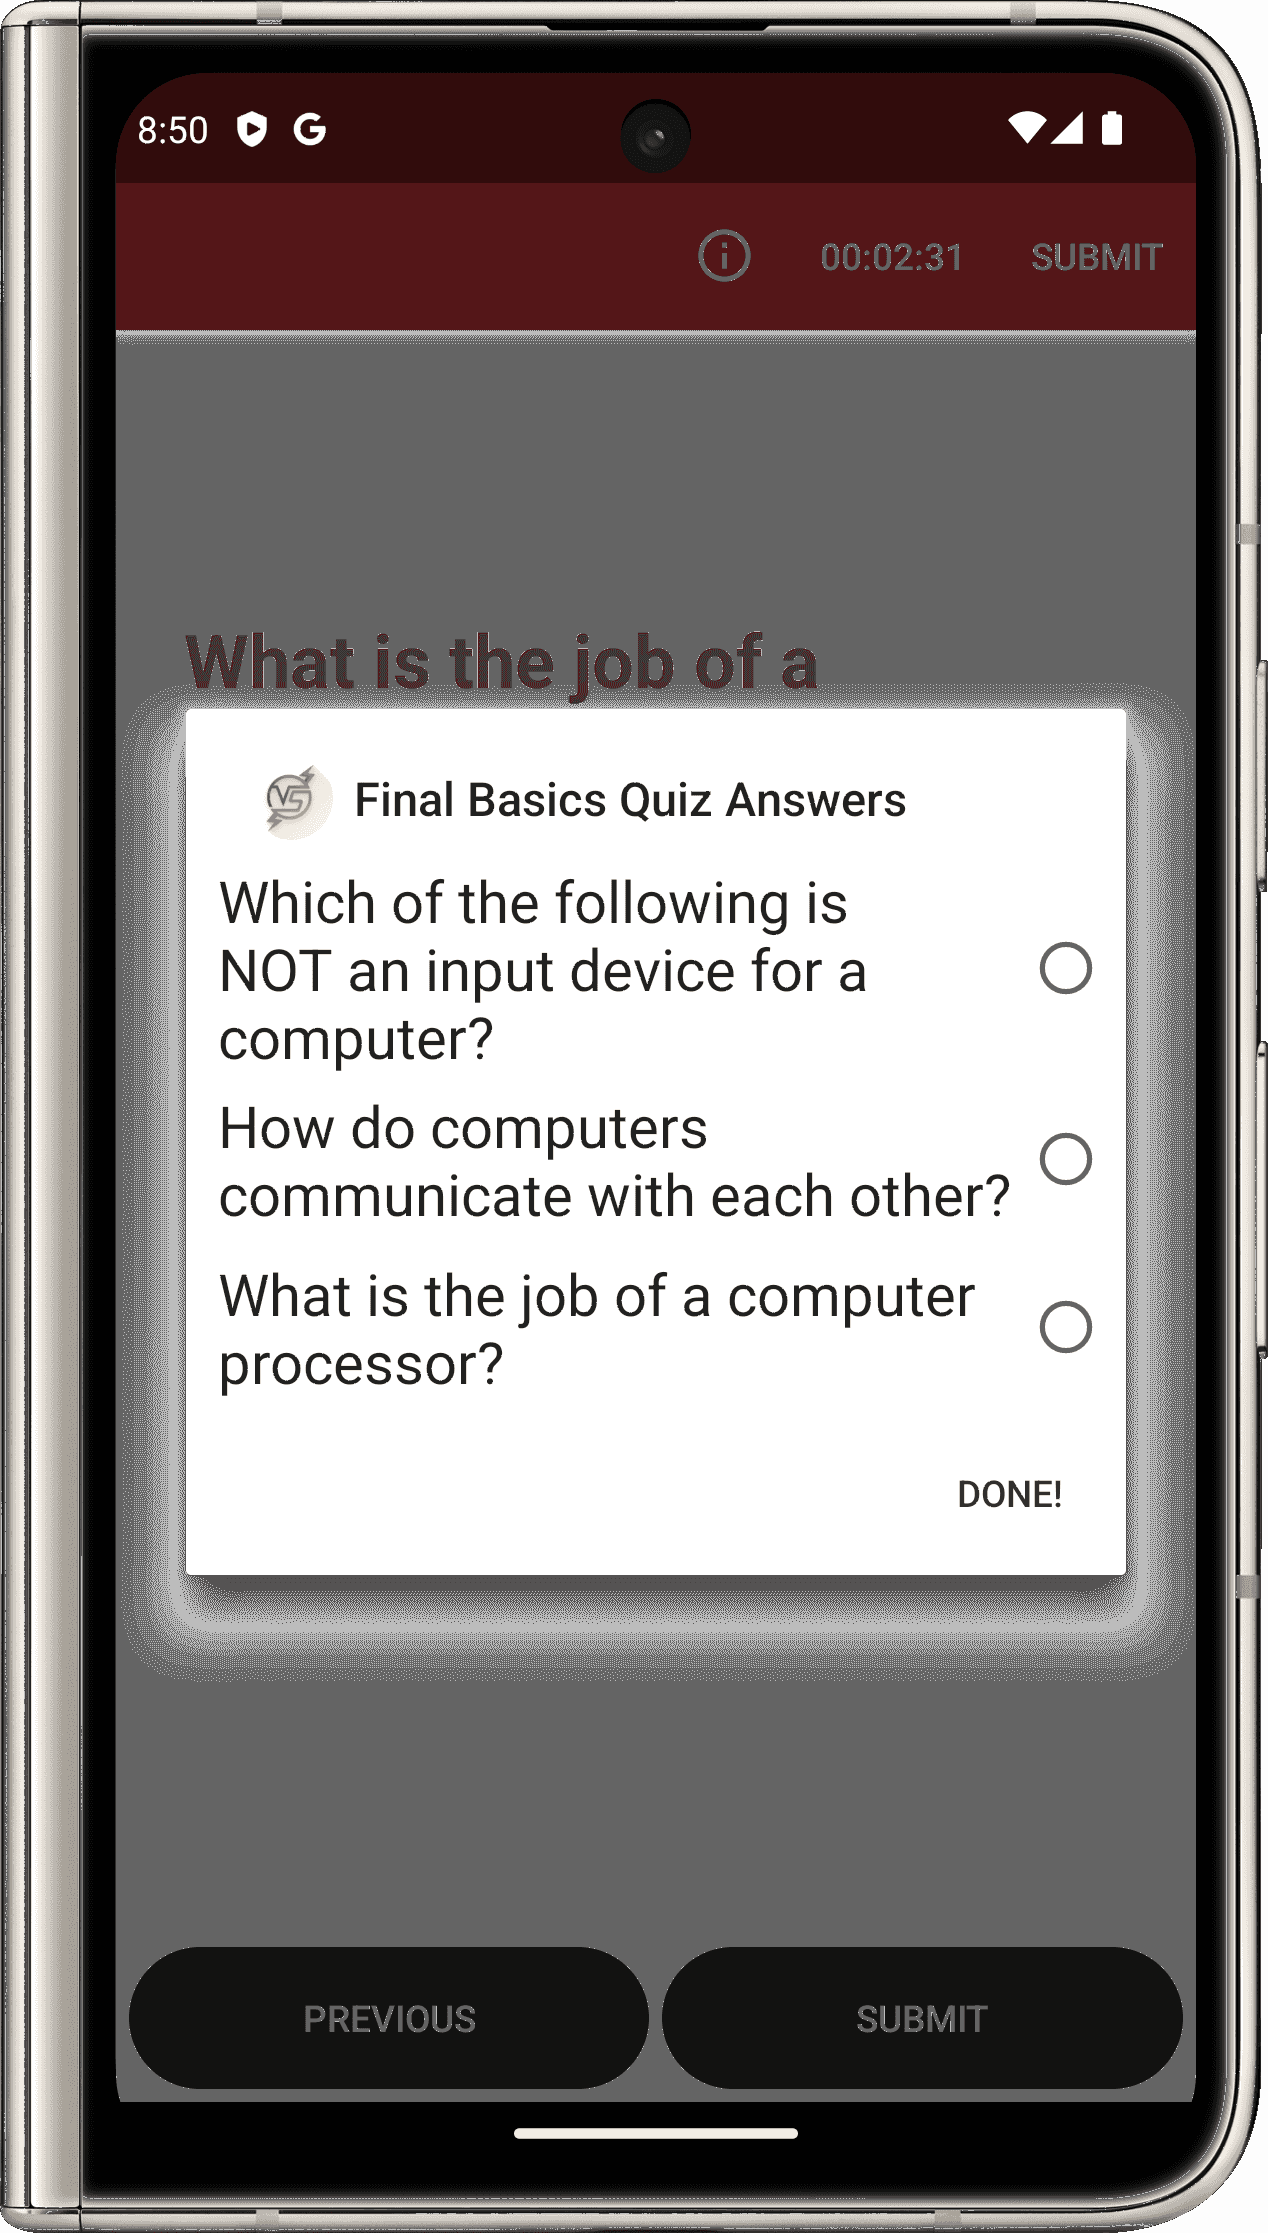 8:50
00:02:31 SUBMIT
What is the job of a
VS Final Basics Quiz Answers
Which of the following is
NOT an input device for a
computer?
How do computers
communicate with each other?
What is the job of a computer
processor?
DONE!
PREVIOUS SUBMIT